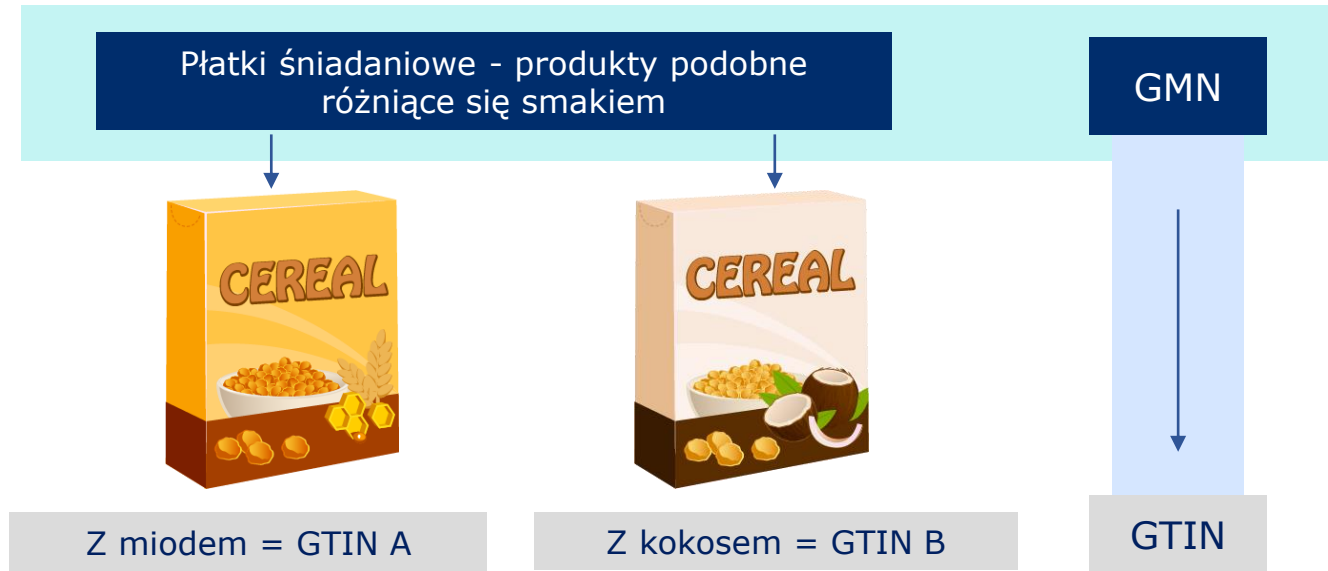 Płatki śniadaniowe - produkty podobne
różniące się smakiem
GMN
CEREAL
CEREAL
Z miodem = GTIN A
Z kokosem = GTIN B
GTIN